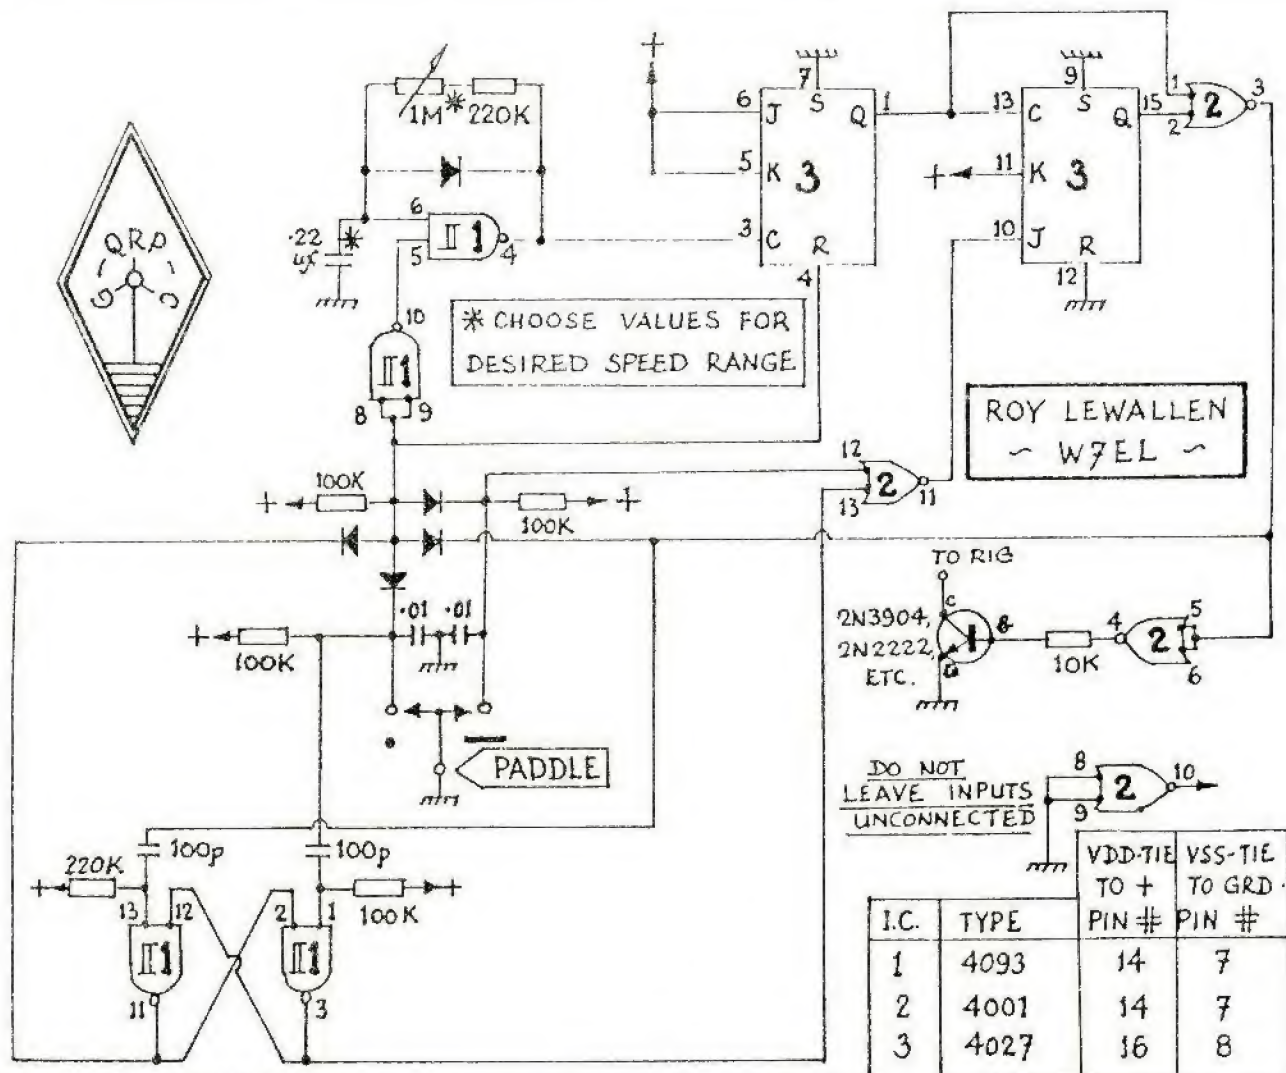 1M * 220K
.22
uf
*
6
5
II 1
4
10
II 1
8 9
* CHOOSE VALUES FOR
DESIRED SPEED RANGE
QRP
G - C
+
6 J
5 K
3 C
7
S
Q 1
3
R
4
9
S
13 C
11 K
10 J
Q 15
3
R
12
+
1
2
2
3
ROY LEWALLEN
~ W7EL ~
12
13
2
11
+ 100K
100K +
+ 100K
.01 .01
PADDLE
TO RIG
c
2N3904,
2N2222,
ETC.
10K
4
2
5
6
DO NOT
LEAVE INPUTS
UNCONNECTED
8
9
2
10
220K
+
100p
100p
100K +
13 12
II 1
11
2 1
II 1
3
I.C. TYPE VDD-TIE TO + PIN # VSS-TIE TO GRD. PIN #
1 4093 14 7
2 4001 14 7
3 4027 16 8